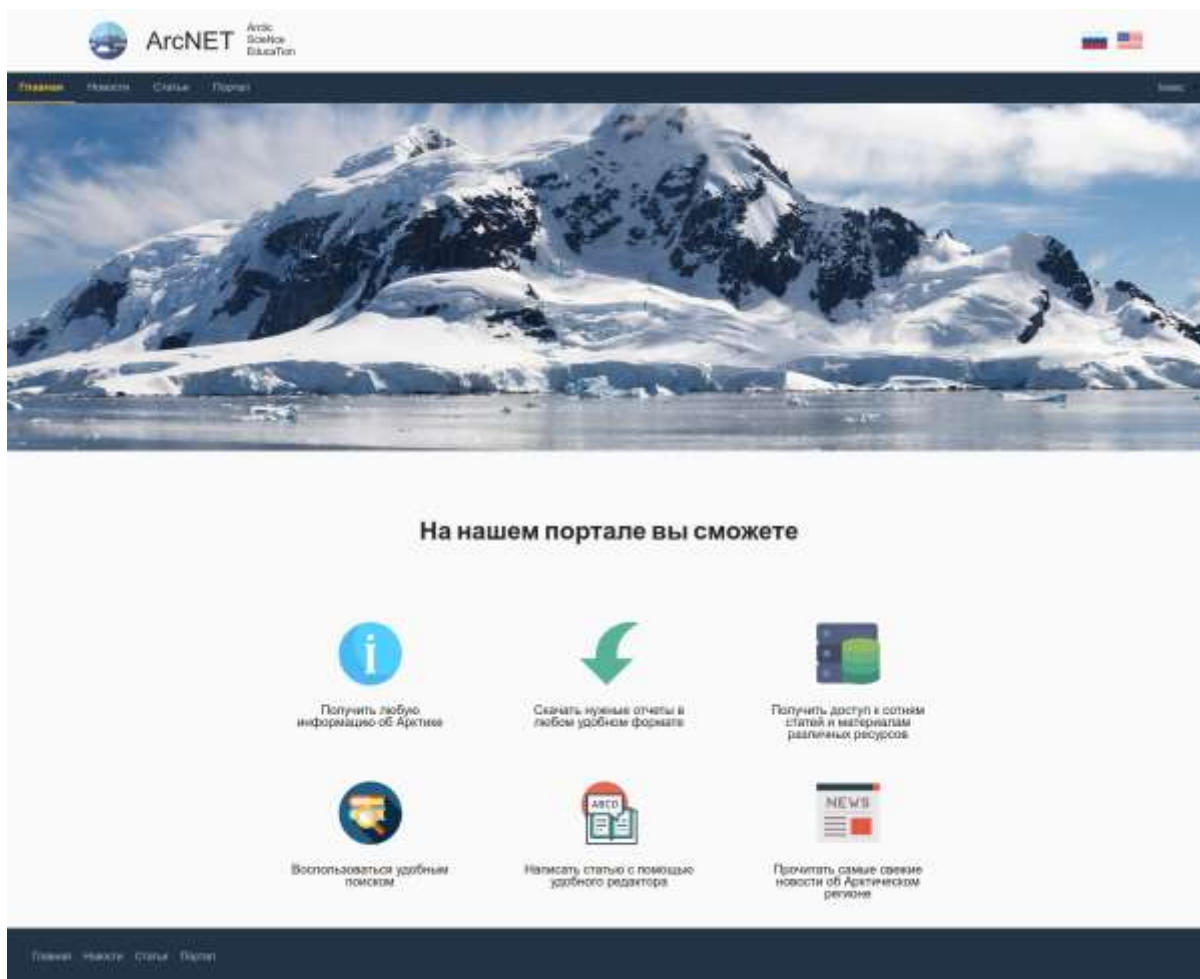 ArcNET
Arctic
ScieNce
EducaTion
Главная Новости Статьи Портал
На нашем портале вы сможете
Получить любую
информацию об Арктике
Скачать нужные отчеты в
любом удобном формате
Получить доступ к сотням
статей и материалам
различных ресурсов
ABCD
NEWS
Воспользоваться удобным
поиском
Написать статью с помощью
удобного редактора
Прочитать самые свежие
новости об Арктическом
регионе
Главная Новости Статьи Портал